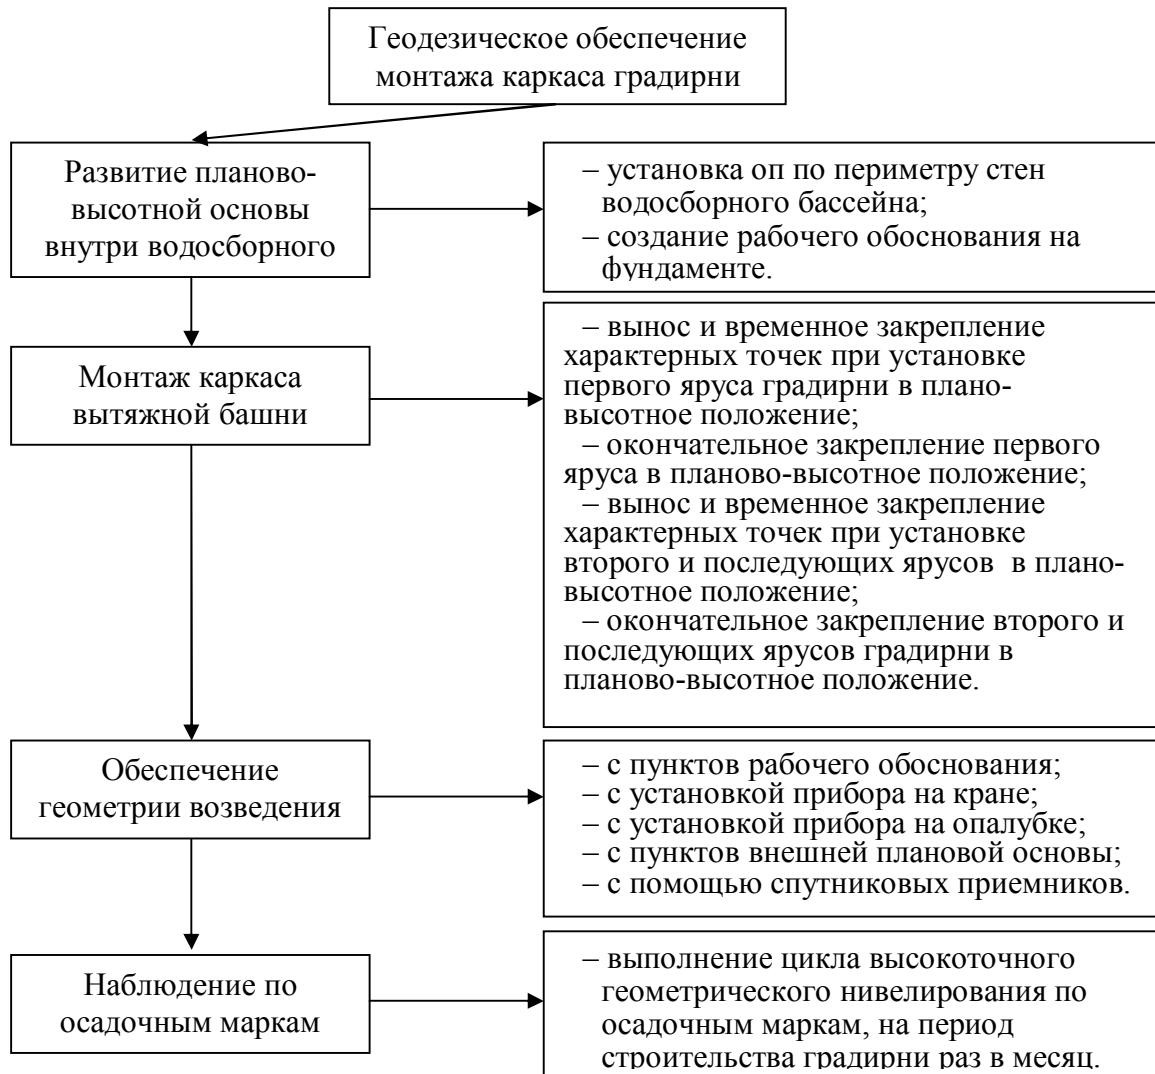 Геодезическое обеспечение
монтажа каркаса градирни
Развитие планово-
высотной основы
внутри водосборного
– установка оп по периметру стен
водосборного бассейна;
– создание рабочего обоснования на
фундаменте.
Монтаж каркаса
вытяжной башни
– вынос и временное закрепление
характерных точек при установке
первого яруса градирни в плано-
высотное положение;
– окончательное закрепление первого
яруса в планово-высотное положение;
– вынос и временное закрепление
характерных точек при установке
второго и последующих ярусов в плано-
высотное положение;
– окончательное закрепление второго и
последующих ярусов градирни в
планово-высотное положение.
Обеспечение
геометрии возведения
– с пунктов рабочего обоснования;
– с установкой прибора на кране;
– с установкой прибора на опалубке;
– с пунктов внешней плановой основы;
– с помощью спутниковых приемников.
Наблюдение по
осадочным маркам
– выполнение цикла высокоточного
геометрического нивелирования по
осадочным маркам, на период
строительства градирни раз в месяц.